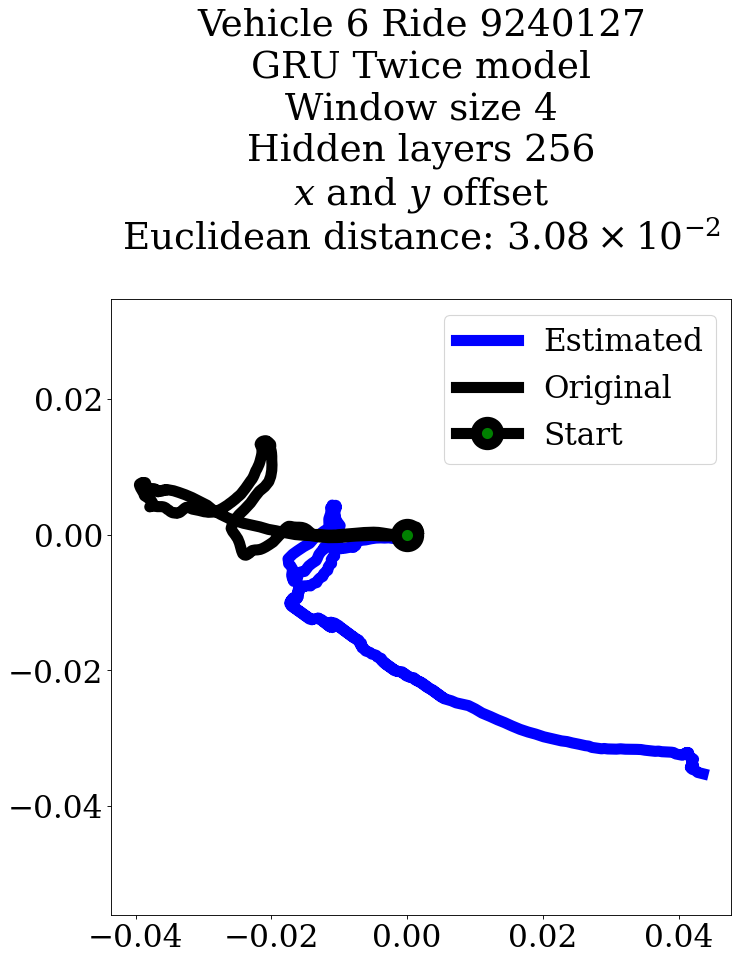 Vehicle 6 Ride 9240127
GRU Twice model
Window size 4
Hidden layers 256
x and y offset
Euclidean distance: 3.08 × 10⁻²
Estimated
Original
Start
0.02
0.00
−0.02
−0.04
−0.04 −0.02 0.00 0.02 0.04